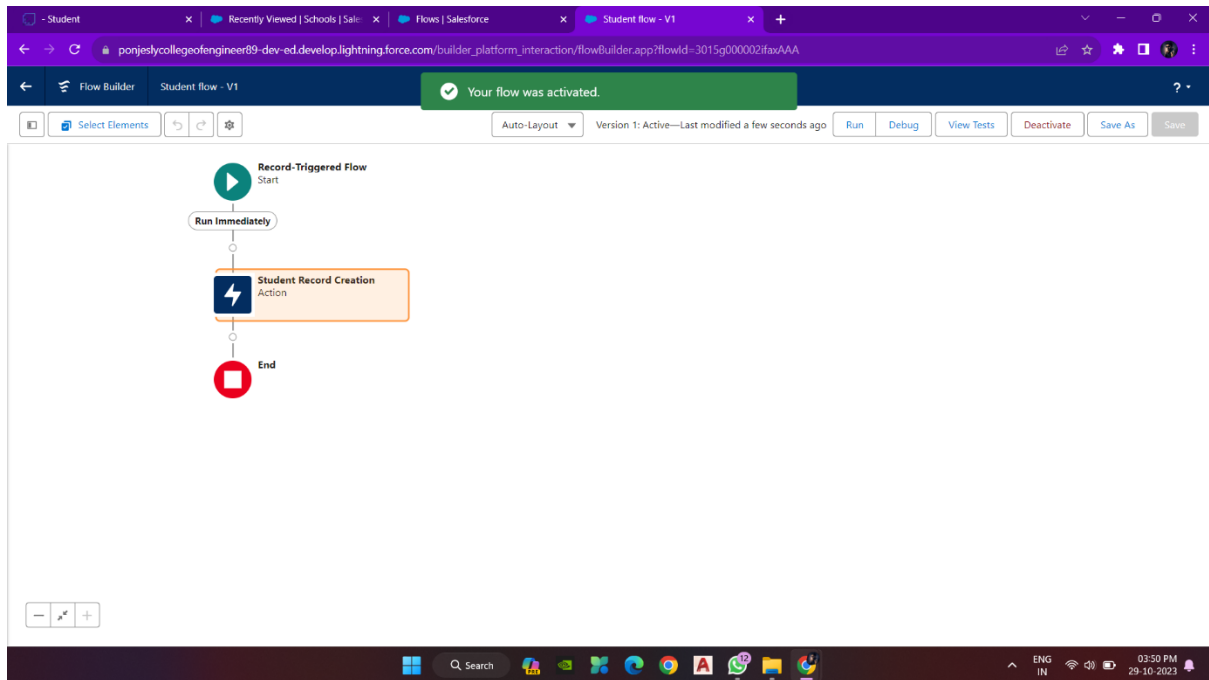 - Student
Recently Viewed | Schools | Sale
Flows | Salesforce
Student flow - V1
ponjeslycollegeofengineer89-dev-ed.develop.lightning.force.com/builder_platform_interaction/flowBuilder.app?flowId=3015g000002ifaxAAA
Flow Builder
Student flow - V1
Your flow was activated.
?
Select Elements
Auto-Layout
Version 1: Active—Last modified a few seconds ago
Run
Debug
View Tests
Deactivate
Save As
Save
Record-Triggered Flow
Start
Run Immediately
Student Record Creation
Action
End
Search
12
ENG
IN
03:50 PM
29-10-2023